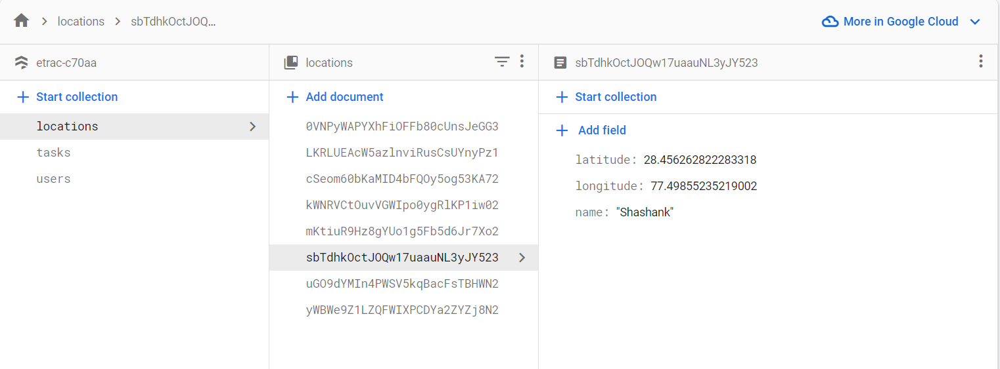 locations sbTdhkOctJOQ... More in Google Cloud
etrac-c70aa
Start collection
locations
tasks
users
locations
Add document
0VNPyWAPYXhFiOFFb80cUnsJeGG3
LKRLUEAcW5azlnviRusCsUYnyPz1
cSeom60bKaMID4bFQOy5og53KA72
kWNRVCtOuvVGWIpo0ygRlKP1iw02
mKtiuR9Hz8gYUo1g5Fb5d6Jr7Xo2
sbTdhkOctJOQw17uaauNL3yJY523
uGO9dYMIn4PWSV5kqBacFsTBHWN2
yWBWe9Z1LZQFWIXPCDYa2ZYZj8N2
sbTdhkOctJOQw17uaauNL3yJY523
Start collection
Add field
latitude: 28.456262822283318
longitude: 77.49855235219002
name: "Shashank"